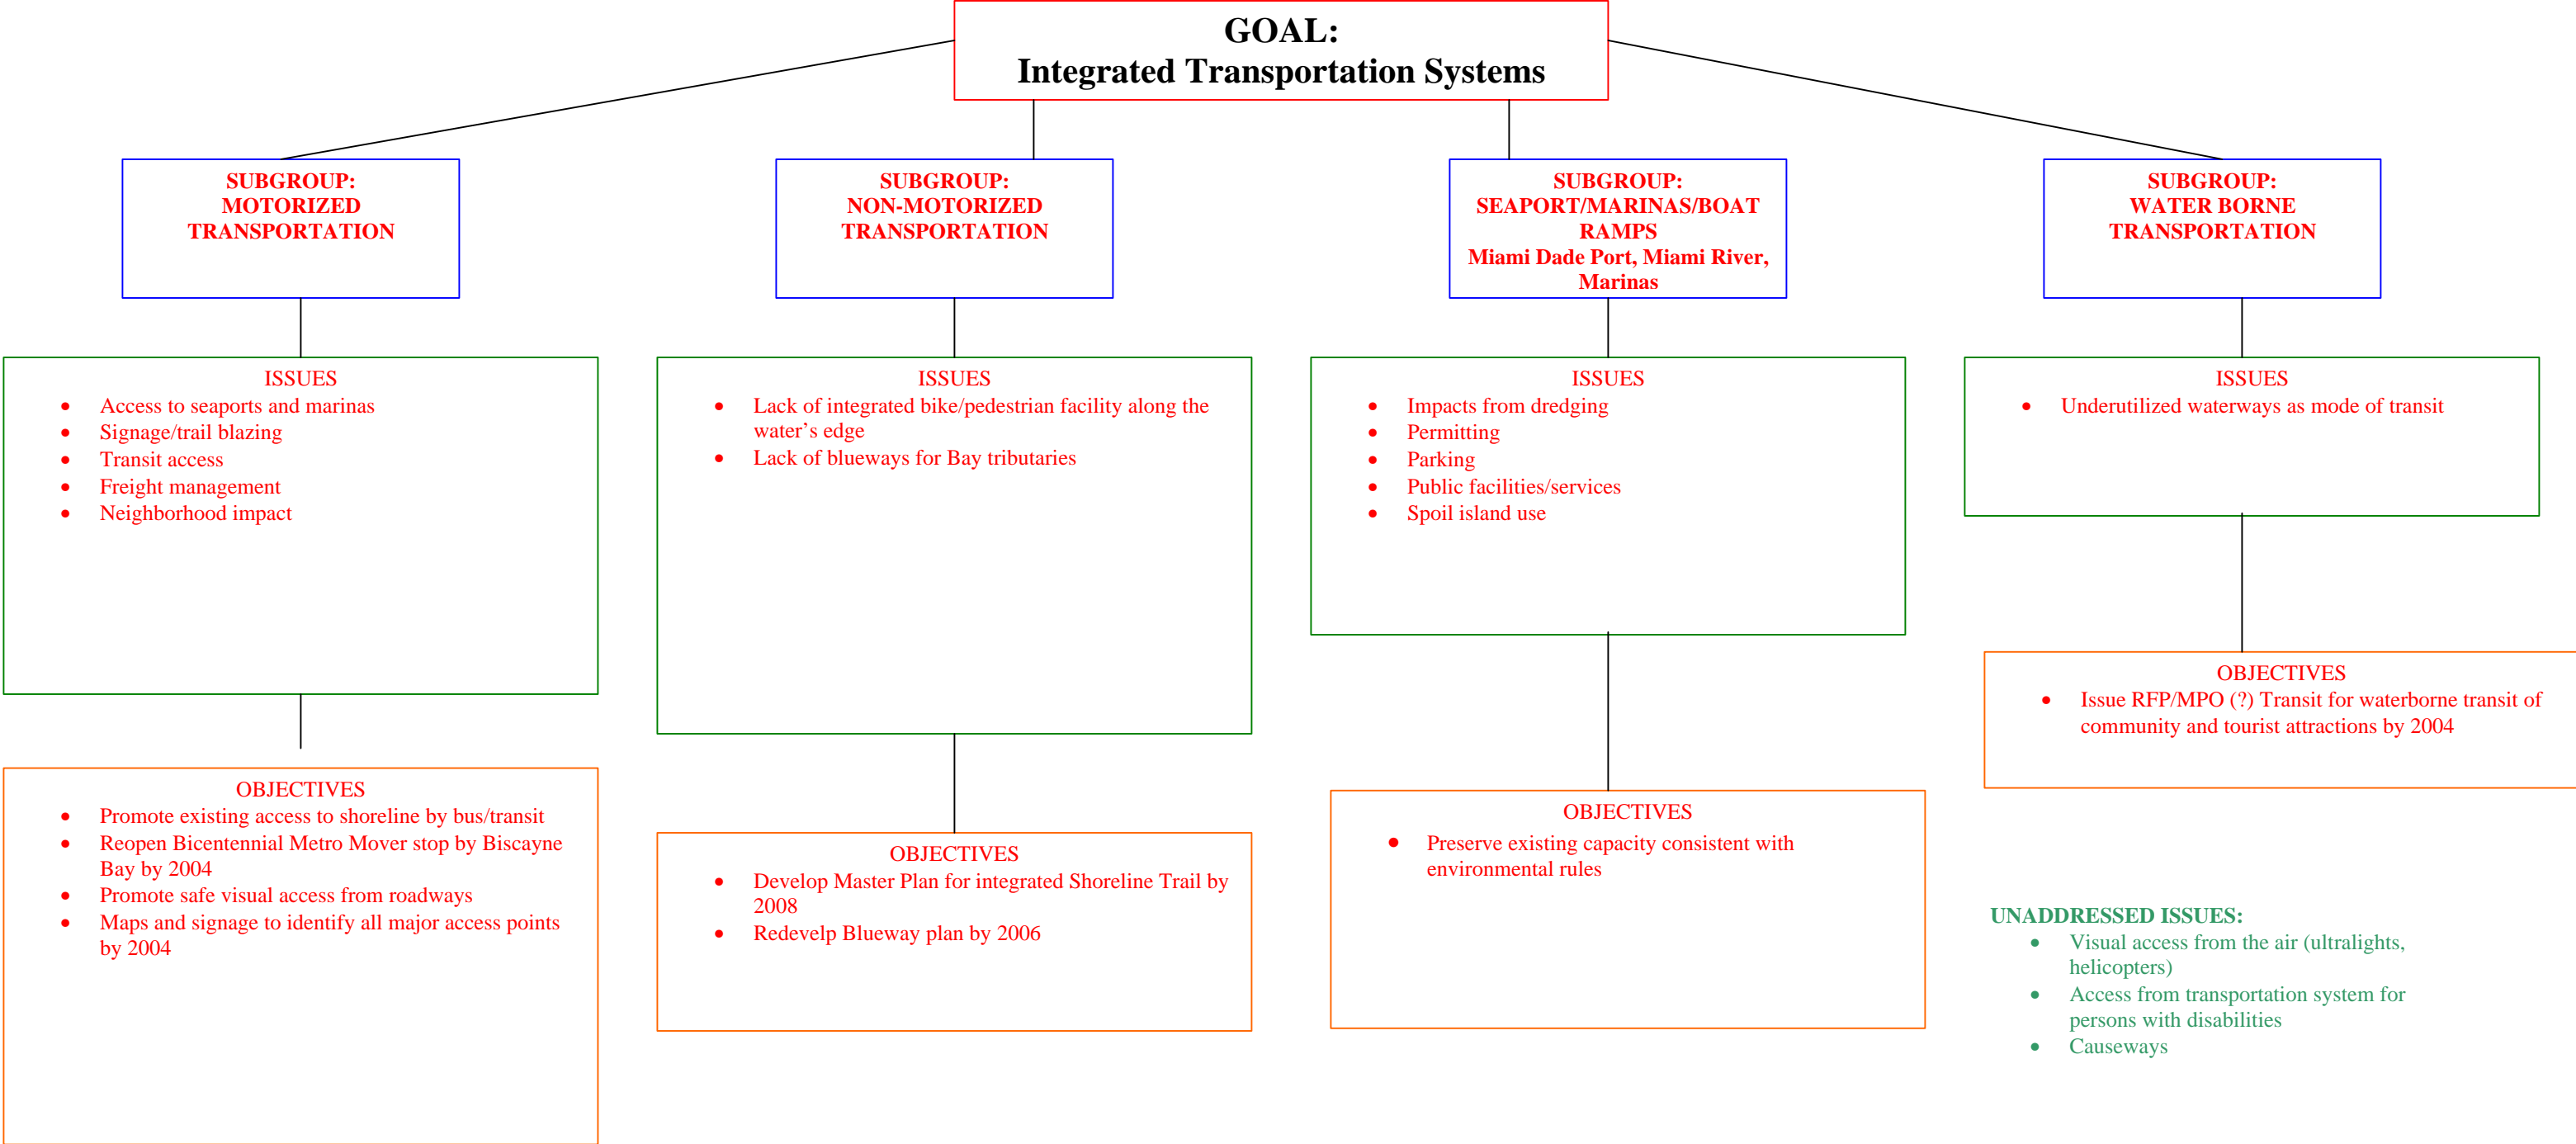 GOAL:
Integrated Transportation Systems
SUBGROUP:
MOTORIZED
TRANSPORTATION
SUBGROUP:
NON-MOTORIZED
TRANSPORTATION
SUBGROUP:
SEAPORT/MARINAS/BOAT
RAMPS
Miami Dade Port, Miami River,
Marinas
SUBGROUP:
WATER BORNE
TRANSPORTATION
ISSUES
• Access to seaports and marinas
• Signage/trail blazing
• Transit access
• Freight management
• Neighborhood impact
ISSUES
• Lack of integrated bike/pedestrian facility along the
water’s edge
• Lack of blueways for Bay tributaries
ISSUES
• Impacts from dredging
• Permitting
• Parking
• Public facilities/services
• Spoil island use
ISSUES
• Underutilized waterways as mode of transit
OBJECTIVES
• Promote existing access to shoreline by bus/transit
• Reopen Bicentennial Metro Mover stop by Biscayne
Bay by 2004
• Promote safe visual access from roadways
• Maps and signage to identify all major access points
by 2004
OBJECTIVES
• Develop Master Plan for integrated Shoreline Trail by
2008
• Redevelp Blueway plan by 2006
OBJECTIVES
• Preserve existing capacity consistent with
environmental rules
OBJECTIVES
• Issue RFP/MPO (?) Transit for waterborne transit of
community and tourist attractions by 2004
UNADDRESSED ISSUES:
• Visual access from the air (ultralights,
helicopters)
• Access from transportation system for
persons with disabilities
• Causeways